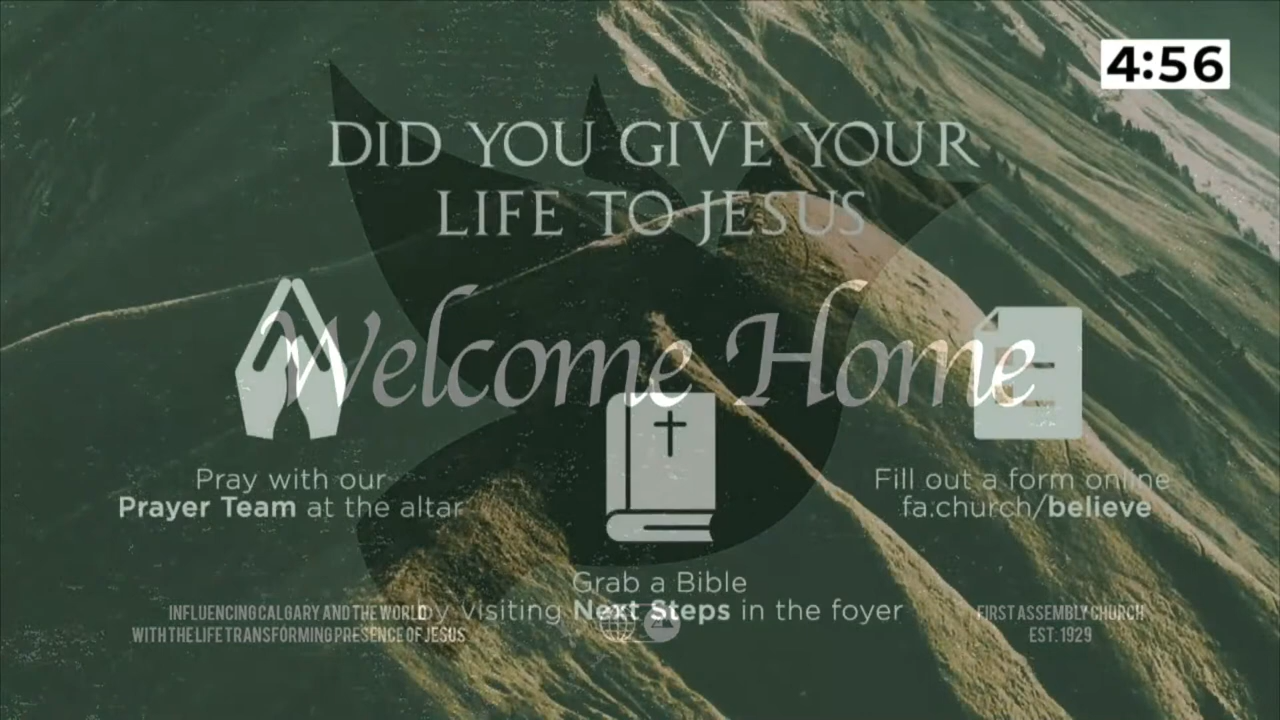 4:56
DID YOU GIVE YOUR
LIFE TO JESUS
Welcome Home
Pray with our
Prayer Team at the altar
Fill out a form online
fa.church/believe
Grab a Bible
by visiting Next Steps in the foyer
INFLUENCING CALGARY AND THE WORLD
WITH THE LIFE TRANSFORMING PRESENCE OF JESUS
FIRST ASSEMBLY CHURCH
EST. 1929